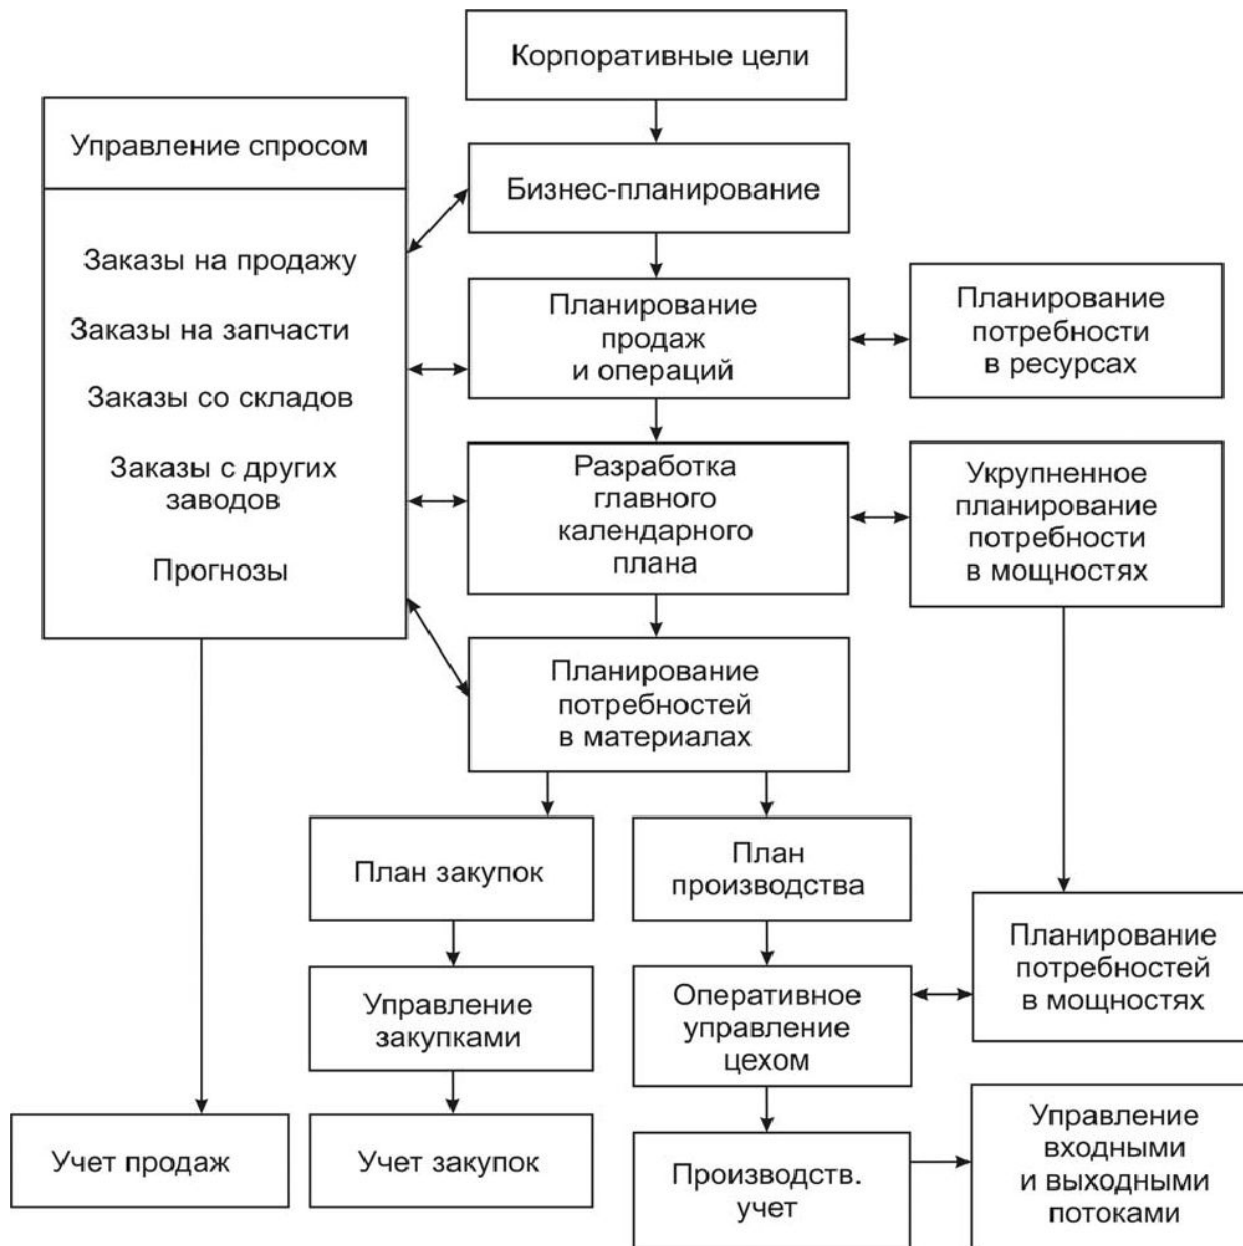 Корпоративные цели
Управление спросом
Заказы на продажу
Заказы на запчасти
Заказы со складов
Заказы с других
заводов
Прогнозы
Бизнес-планирование
Планирование
продаж
и операций
Планирование
потребности
в ресурсах
Разработка
главного
календарного
плана
Укрупненное
планирование
потребности
в мощностях
Планирование
потребностей
в материалах
План закупок
План
производства
Планирование
потребностей
в мощностях
Управление
закупками
Оперативное
управление
цехом
Учет продаж
Учет закупок
Производств.
учет
Управление
входными
и выходными
потоками